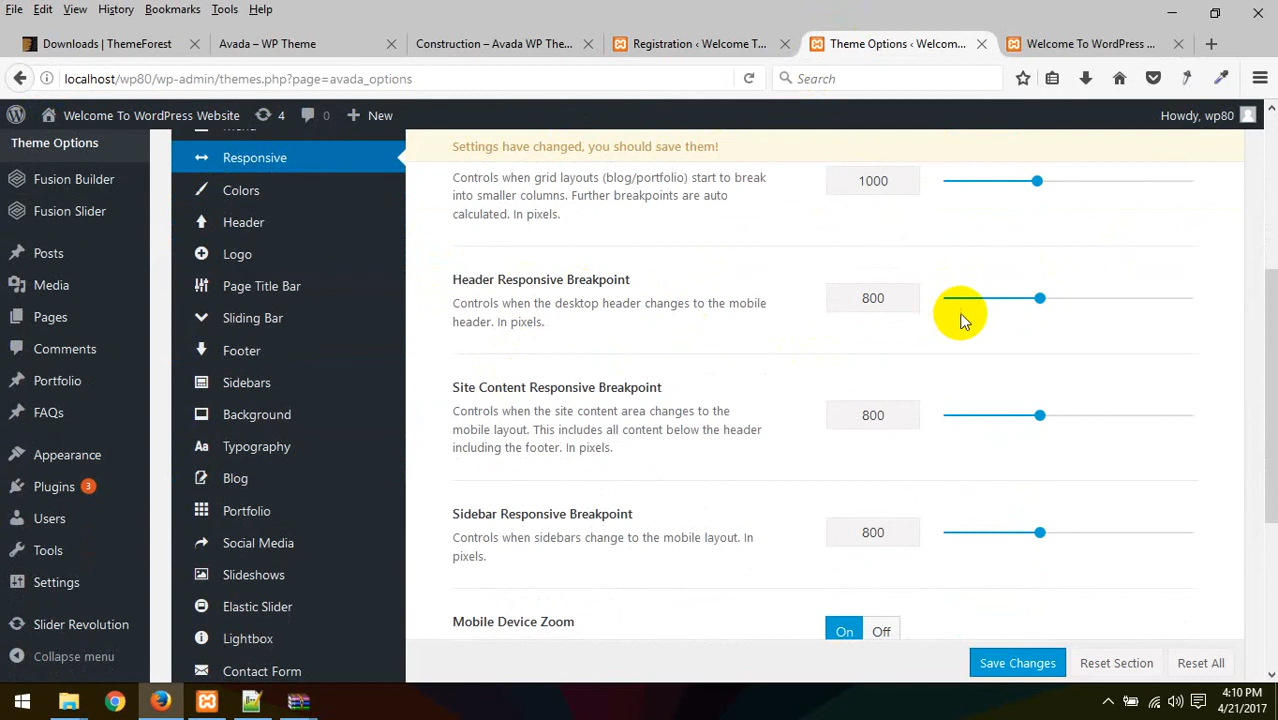 File Edit View History Bookmarks Tools Help
Downloads | ThemeForest
Avada – WP Themes
Construction – Avada WP The...
Registration ‹ Welcome T...
Theme Options ‹ Welcom...
Welcome To WordPress ...
localhost/wp80/wp-admin/themes.php?page=avada_options
Search
Welcome To WordPress Website 4 0 New
Howdy, wp80
Theme Options
Fusion Builder
Fusion Slider
Posts
Media
Pages
Comments
Portfolio
FAQs
Appearance
Plugins 3
Users
Tools
Settings
Slider Revolution
Collapse menu
Responsive
Colors
Header
Logo
Page Title Bar
Sliding Bar
Footer
Sidebars
Background
Aa Typography
Blog
Portfolio
Social Media
Slideshows
Elastic Slider
Lightbox
Contact Form
Settings have changed, you should save them!
Controls when grid layouts (blog/portfolio) start to break
into smaller columns. Further breakpoints are auto
calculated. In pixels.
1000
Header Responsive Breakpoint
Controls when the desktop header changes to the mobile
header. In pixels.
800
Site Content Responsive Breakpoint
Controls when the site content area changes to the
mobile layout. This includes all content below the header
including the footer. In pixels.
800
Sidebar Responsive Breakpoint
Controls when sidebars change to the mobile layout. In
pixels.
800
Mobile Device Zoom
On Off
Save Changes Reset Section Reset All
4:10 PM
4/21/2017